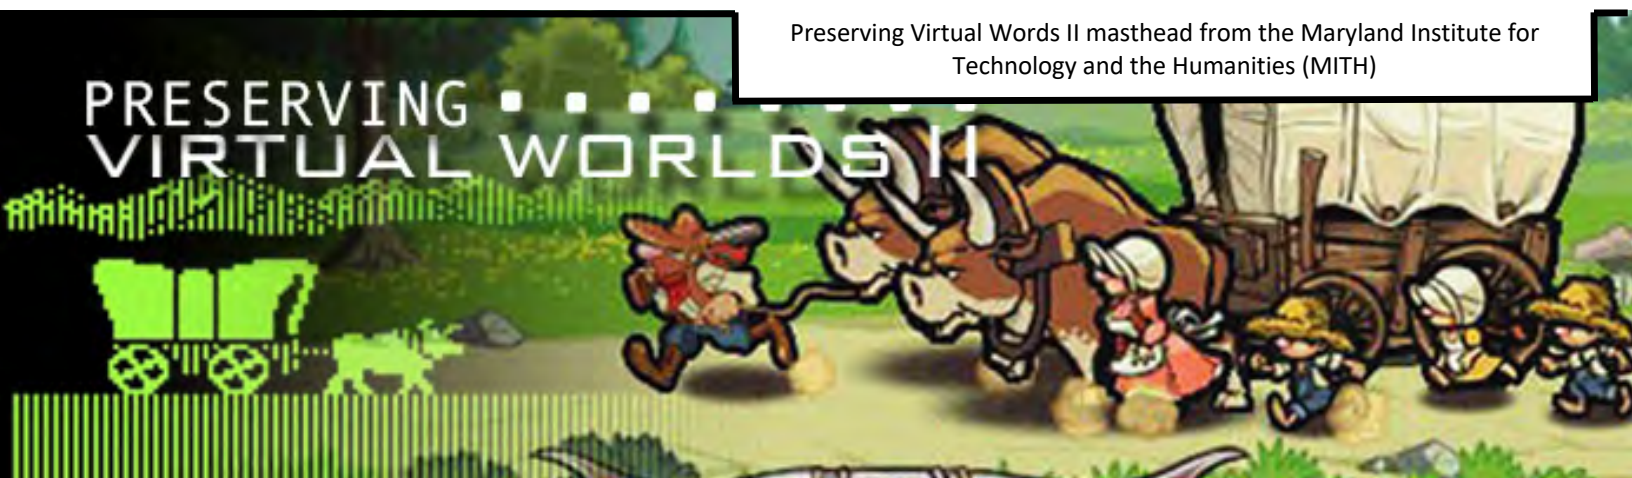 Preserving Virtual Words II masthead from the Maryland Institute for
Technology and the Humanities (MITH)
PRESERVING
VIRTUAL WORLDS II